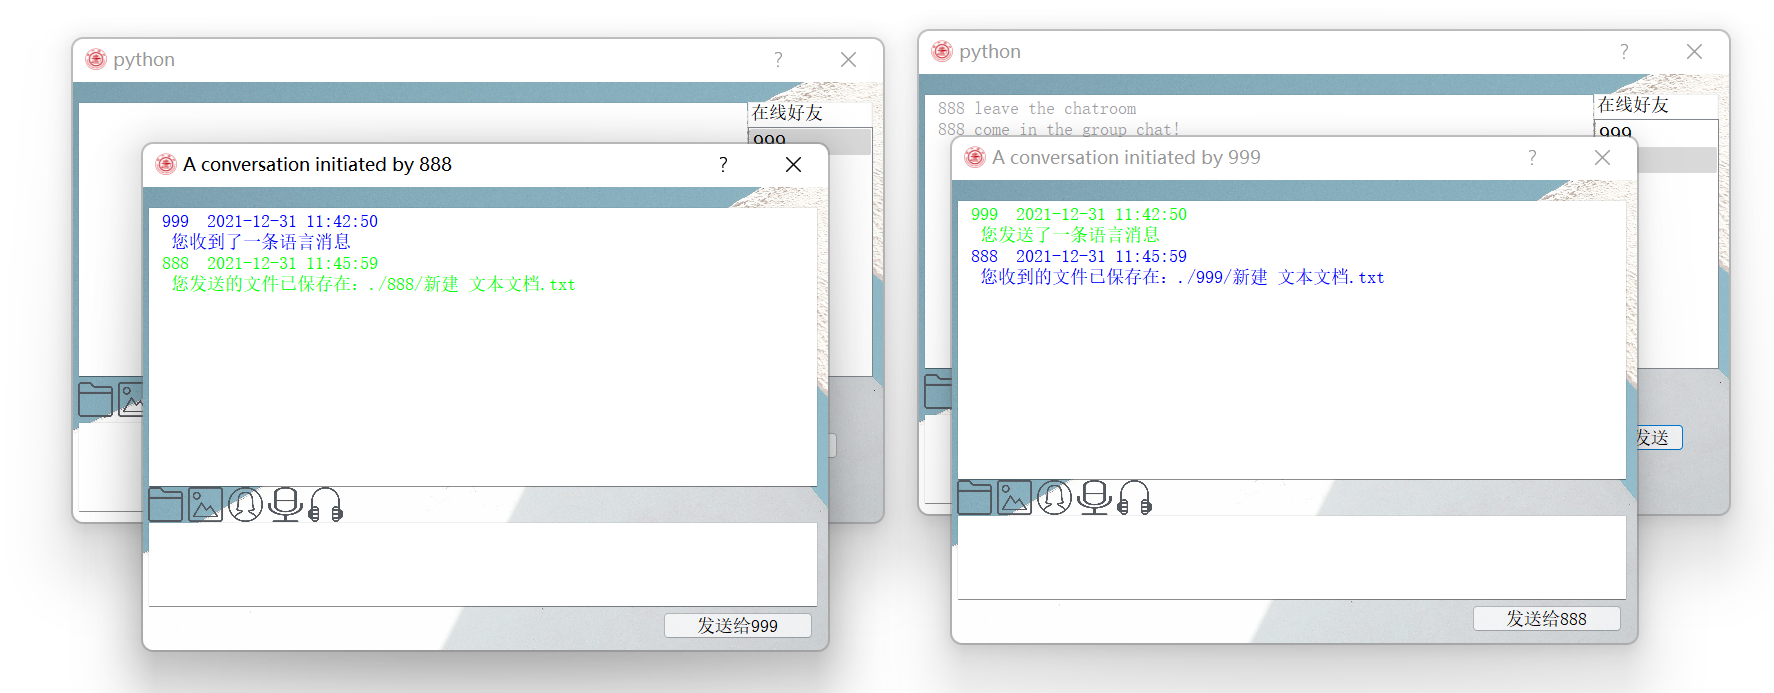 python
?
在线好友
999
A conversation initiated by 888
?
999 2021-12-31 11:42:50
您收到了一条语言消息
888 2021-12-31 11:45:59
您发送的文件已保存在：./888/新建 文本文档.txt
发送给999
python
?
888 leave the chatroom
888 come in the group chat!
在线好友
999
A conversation initiated by 999
?
999 2021-12-31 11:42:50
您发送了一条语言消息
888 2021-12-31 11:45:59
您收到的文件已保存在：./999/新建 文本文档.txt
发送
发送给888